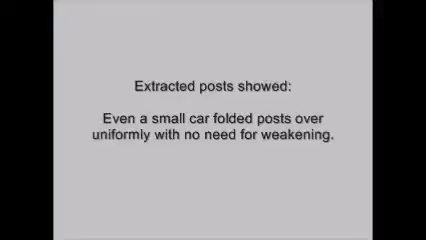 Extracted posts showed:
Even a small car folded posts over
uniformly with no need for weakening.